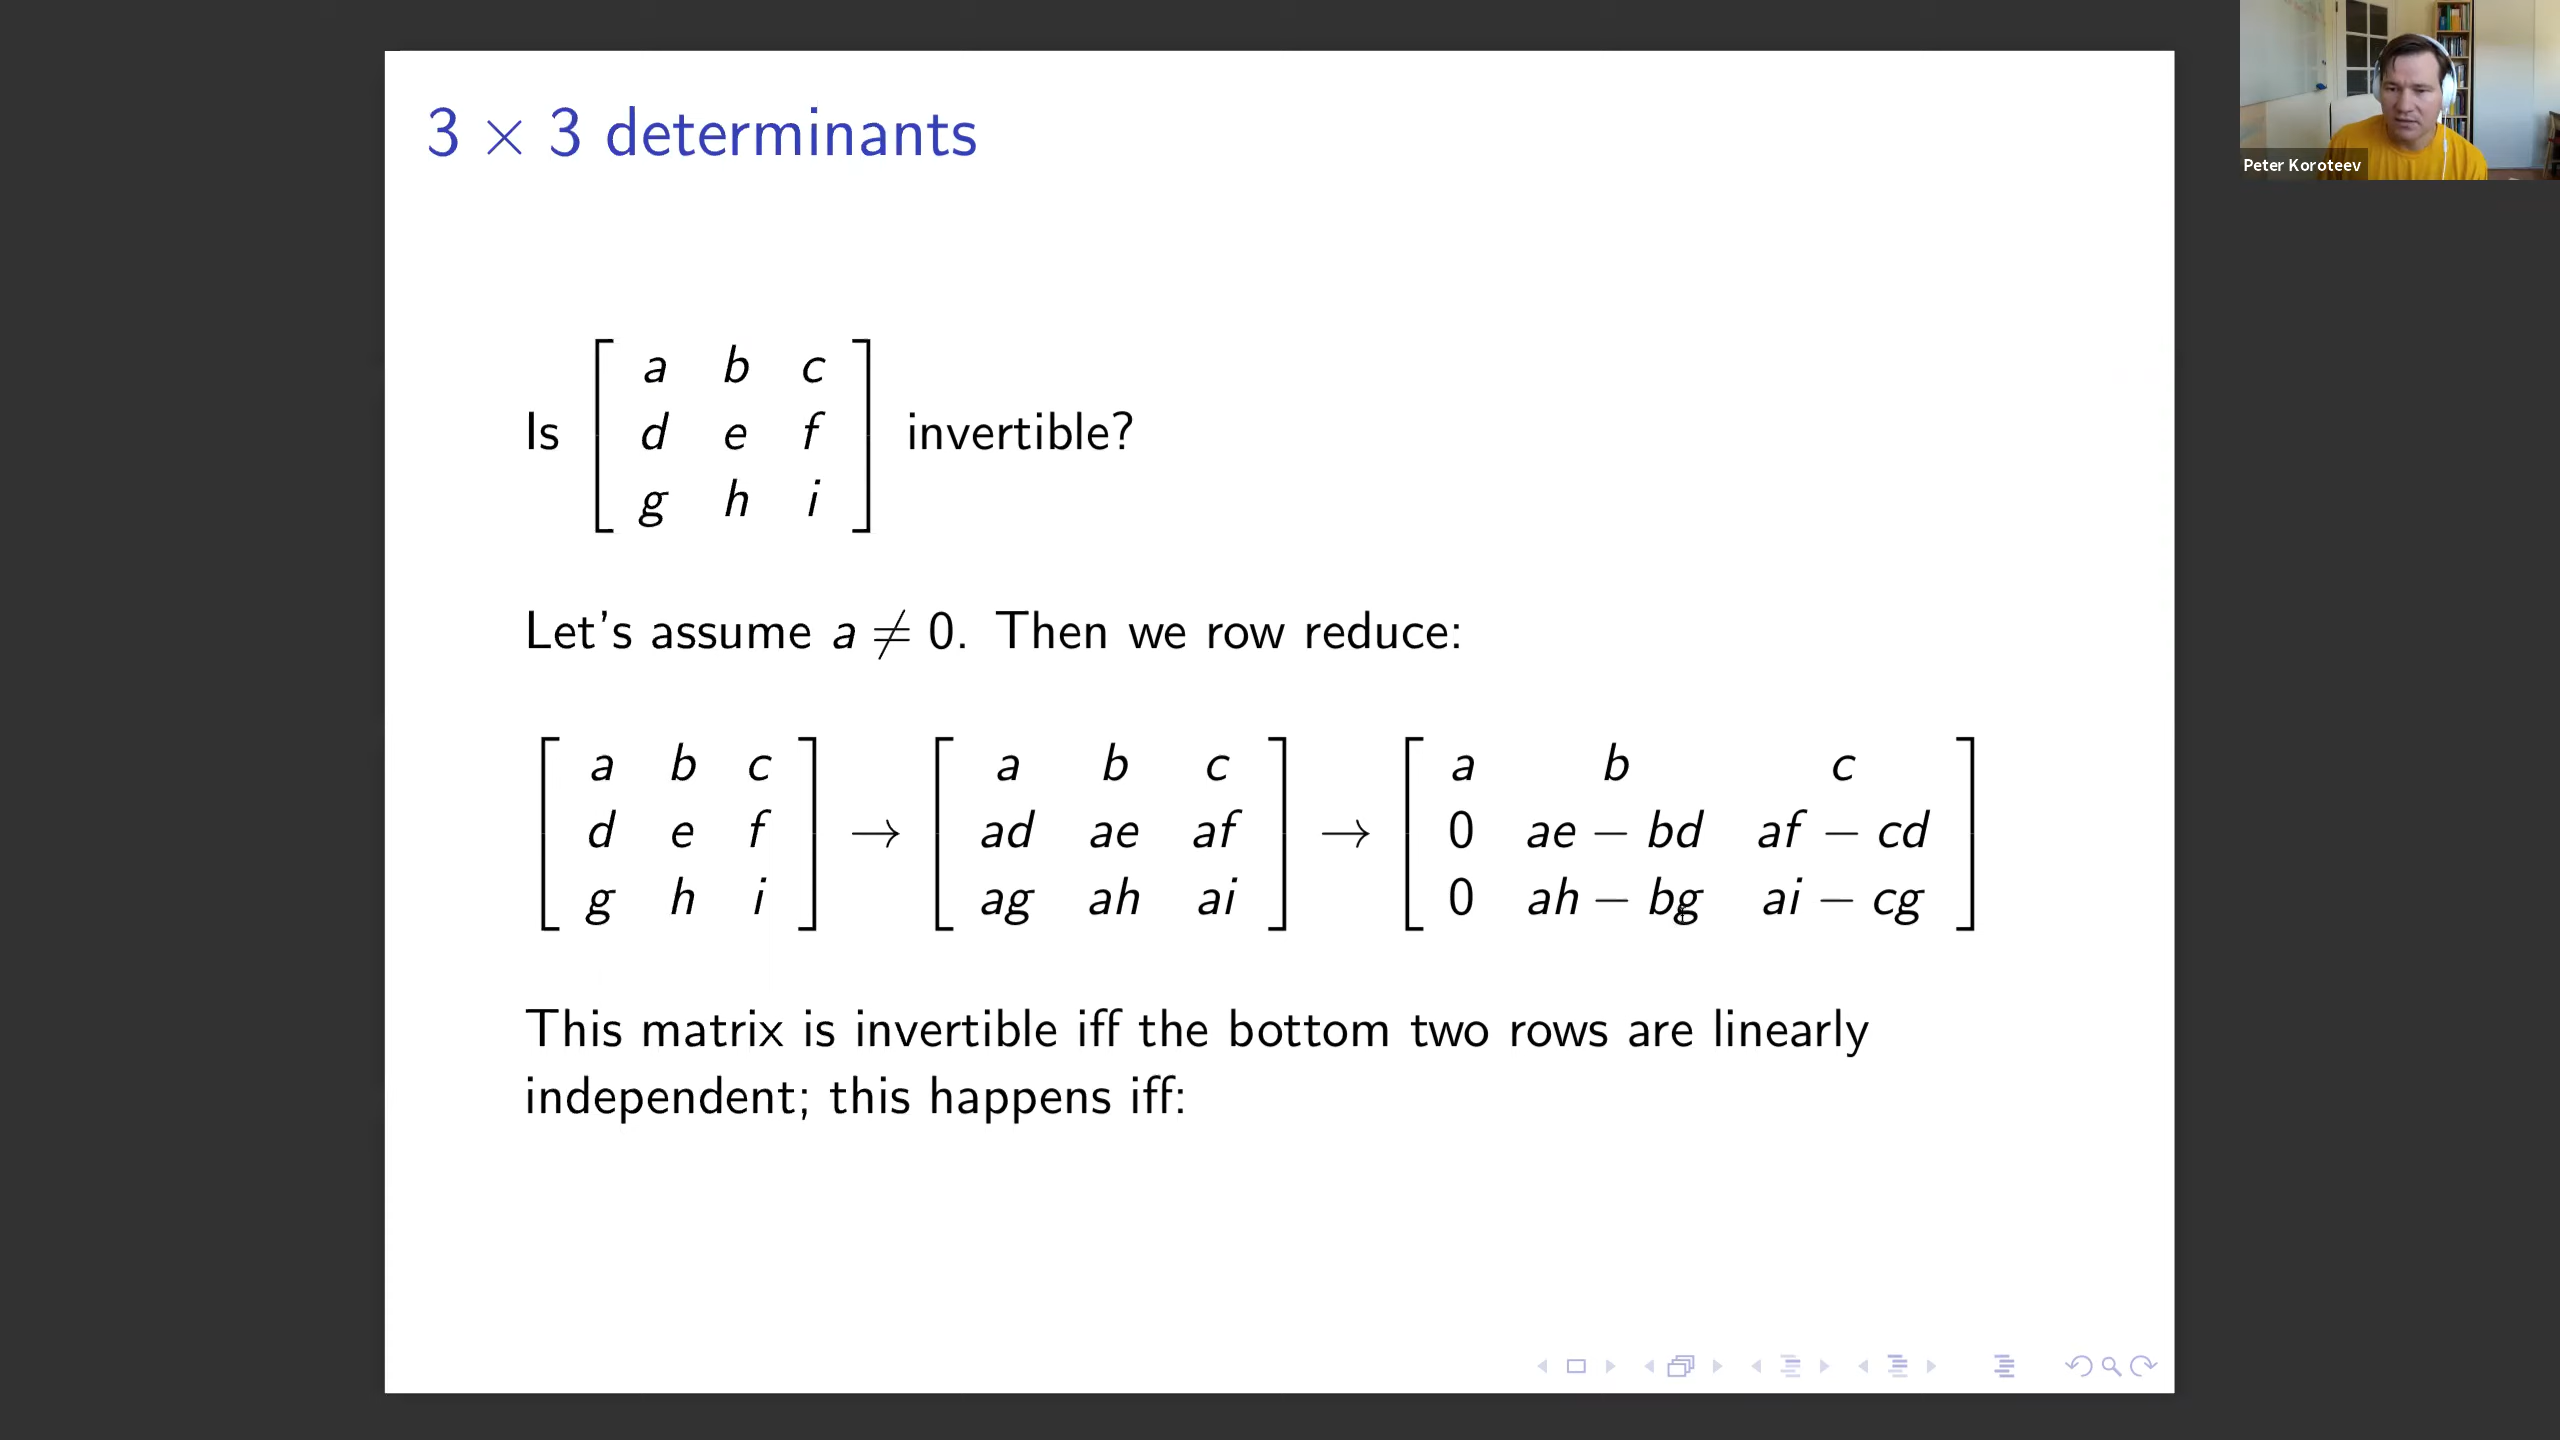 3 × 3 determinants
Peter Koroteev
a b c
Is d e f invertible?
g h i
Let's assume a ≠ 0. Then we row reduce:
a b c a b c a b c
d e f → ad ae af → 0 ae − bd af − cd
g h i ag ah ai 0 ah − bg ai − cg
This matrix is invertible iff the bottom two rows are linearly
independent; this happens iff: